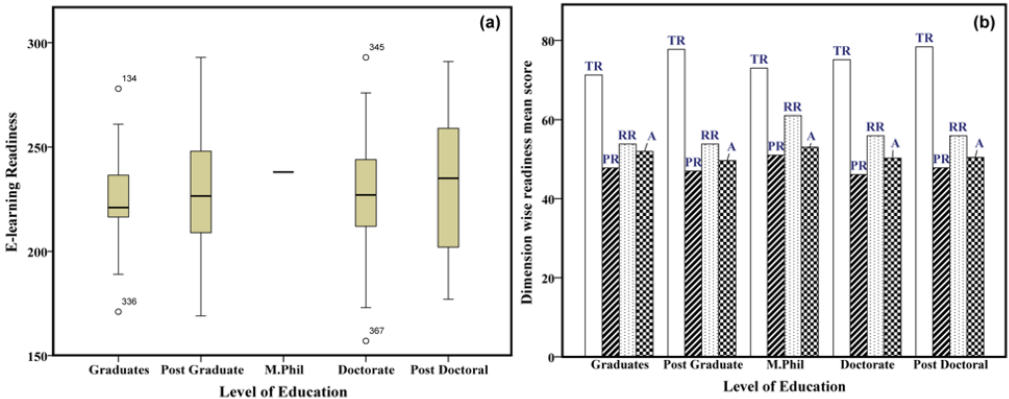 (a)
E-learning Readiness
300
250
200
150
134
336
345
367
Graduates Post Graduate M.Phil Doctorate Post Doctoral
Level of Education
(b)
Dimension wise readiness mean score
80
60
40
20
0
TR PR RR A
TR PR RR A
TR PR RR A
TR PR RR A
TR PR RR A
Graduates Post Graduate M.Phil Doctorate Post Doctoral
Level of Education